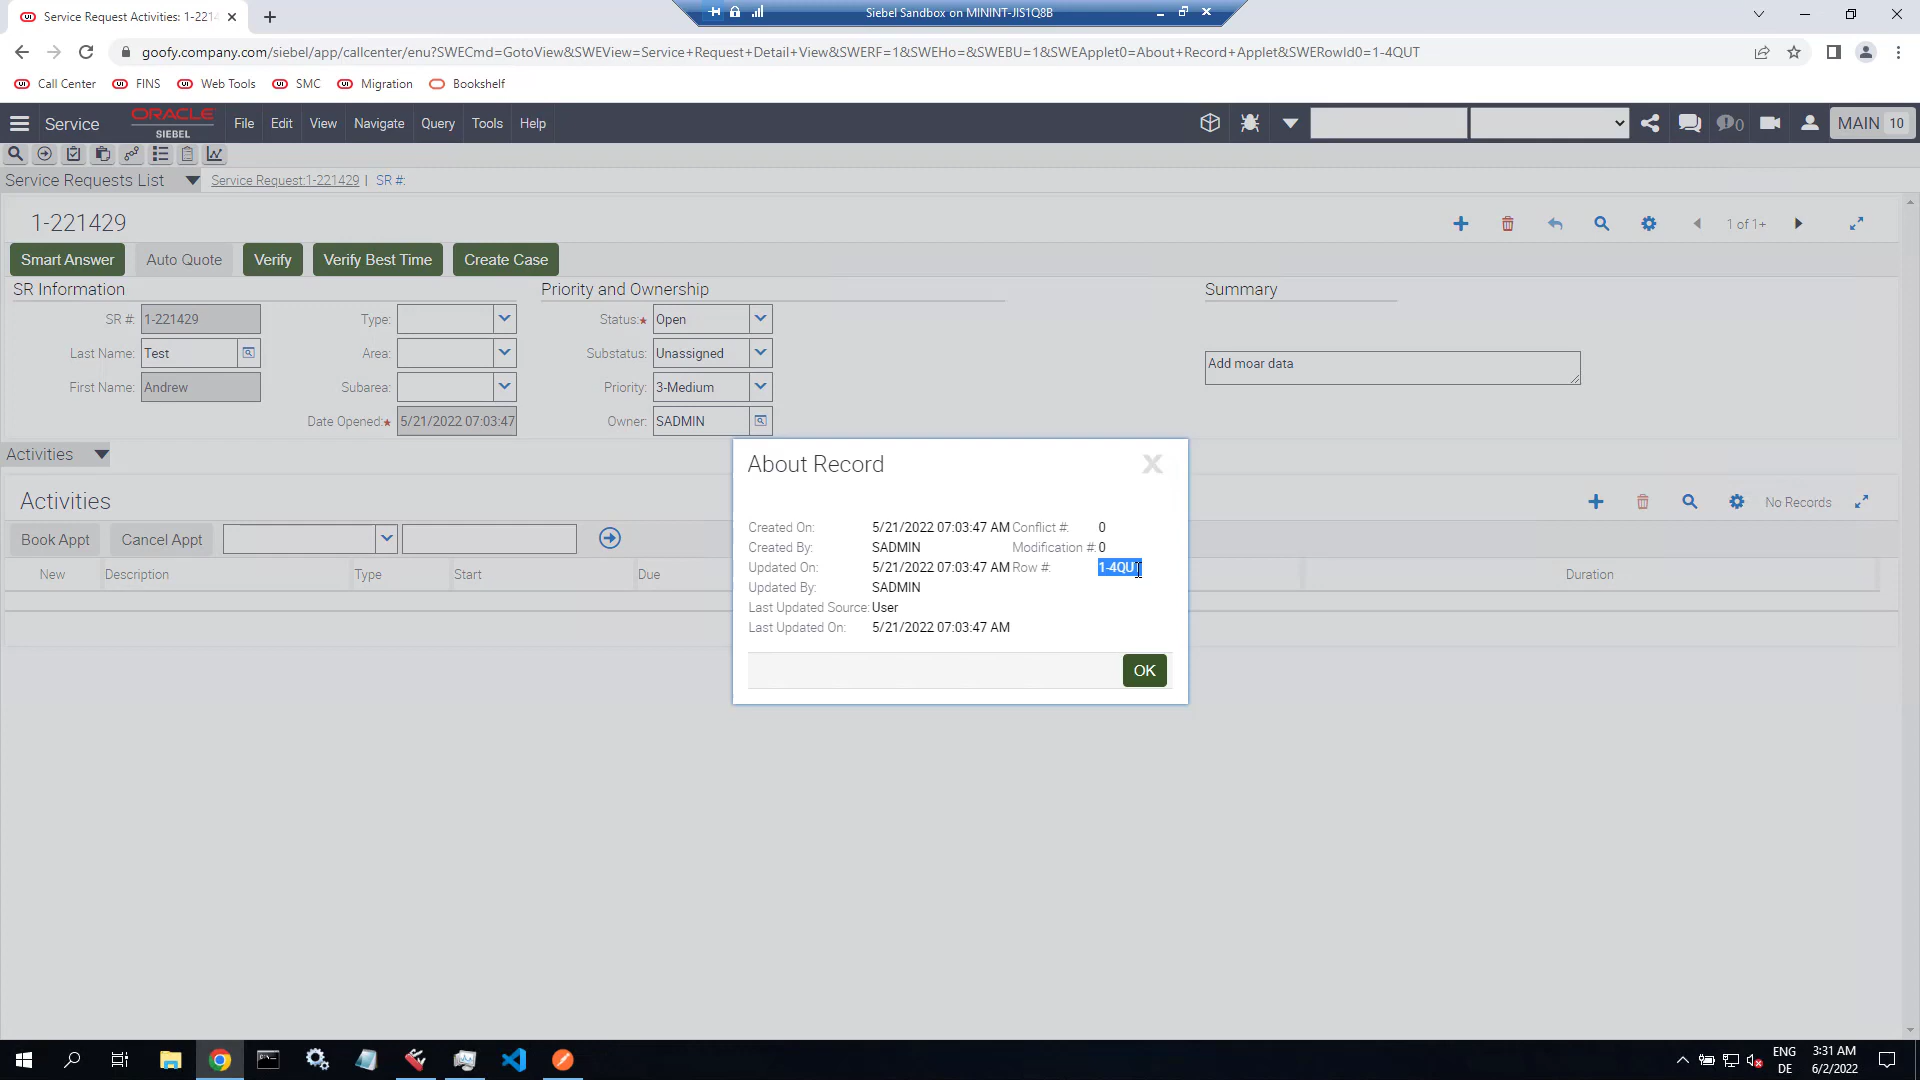 Service Request Activities: 1-2214
Siebel Sandbox on MININT-JIS1Q8B
goofy.company.com/siebel/app/callcenter/enu?SWECmd=GotoView&SWEView=Service+Request+Detail+View&SWERF=1&SWEHo=&SWEBU=1&SWEApplet0=About+Record+Applet&SWERowId0=1-4QUT
Call Center FINS Web Tools SMC Migration Bookshelf
Service ORACLE SIEBEL File Edit View Navigate Query Tools Help 0 MAIN 10
Service Requests List Service Request:1-221429 | SR #:
1-221429 1 of 1+
Smart Answer Auto Quote Verify Verify Best Time Create Case
SR Information Priority and Ownership Summary
SR #: 1-221429 Type: Status:* Open
Last Name: Test Area: Substatus: Unassigned Add moar data
First Name: Andrew Subarea: Priority: 3-Medium
Date Opened:* 5/21/2022 07:03:47 Owner: SADMIN
Activities
Activities No Records
Book Appt Cancel Appt
New Description Type Start Due Duration
About Record X
Created On: 5/21/2022 07:03:47 AM Conflict #: 0
Created By: SADMIN Modification #: 0
Updated On: 5/21/2022 07:03:47 AM Row #: 1-4QUT
Updated By: SADMIN
Last Updated Source: User
Last Updated On: 5/21/2022 07:03:47 AM
OK
ENG 3:31 AM
DE 6/2/2022